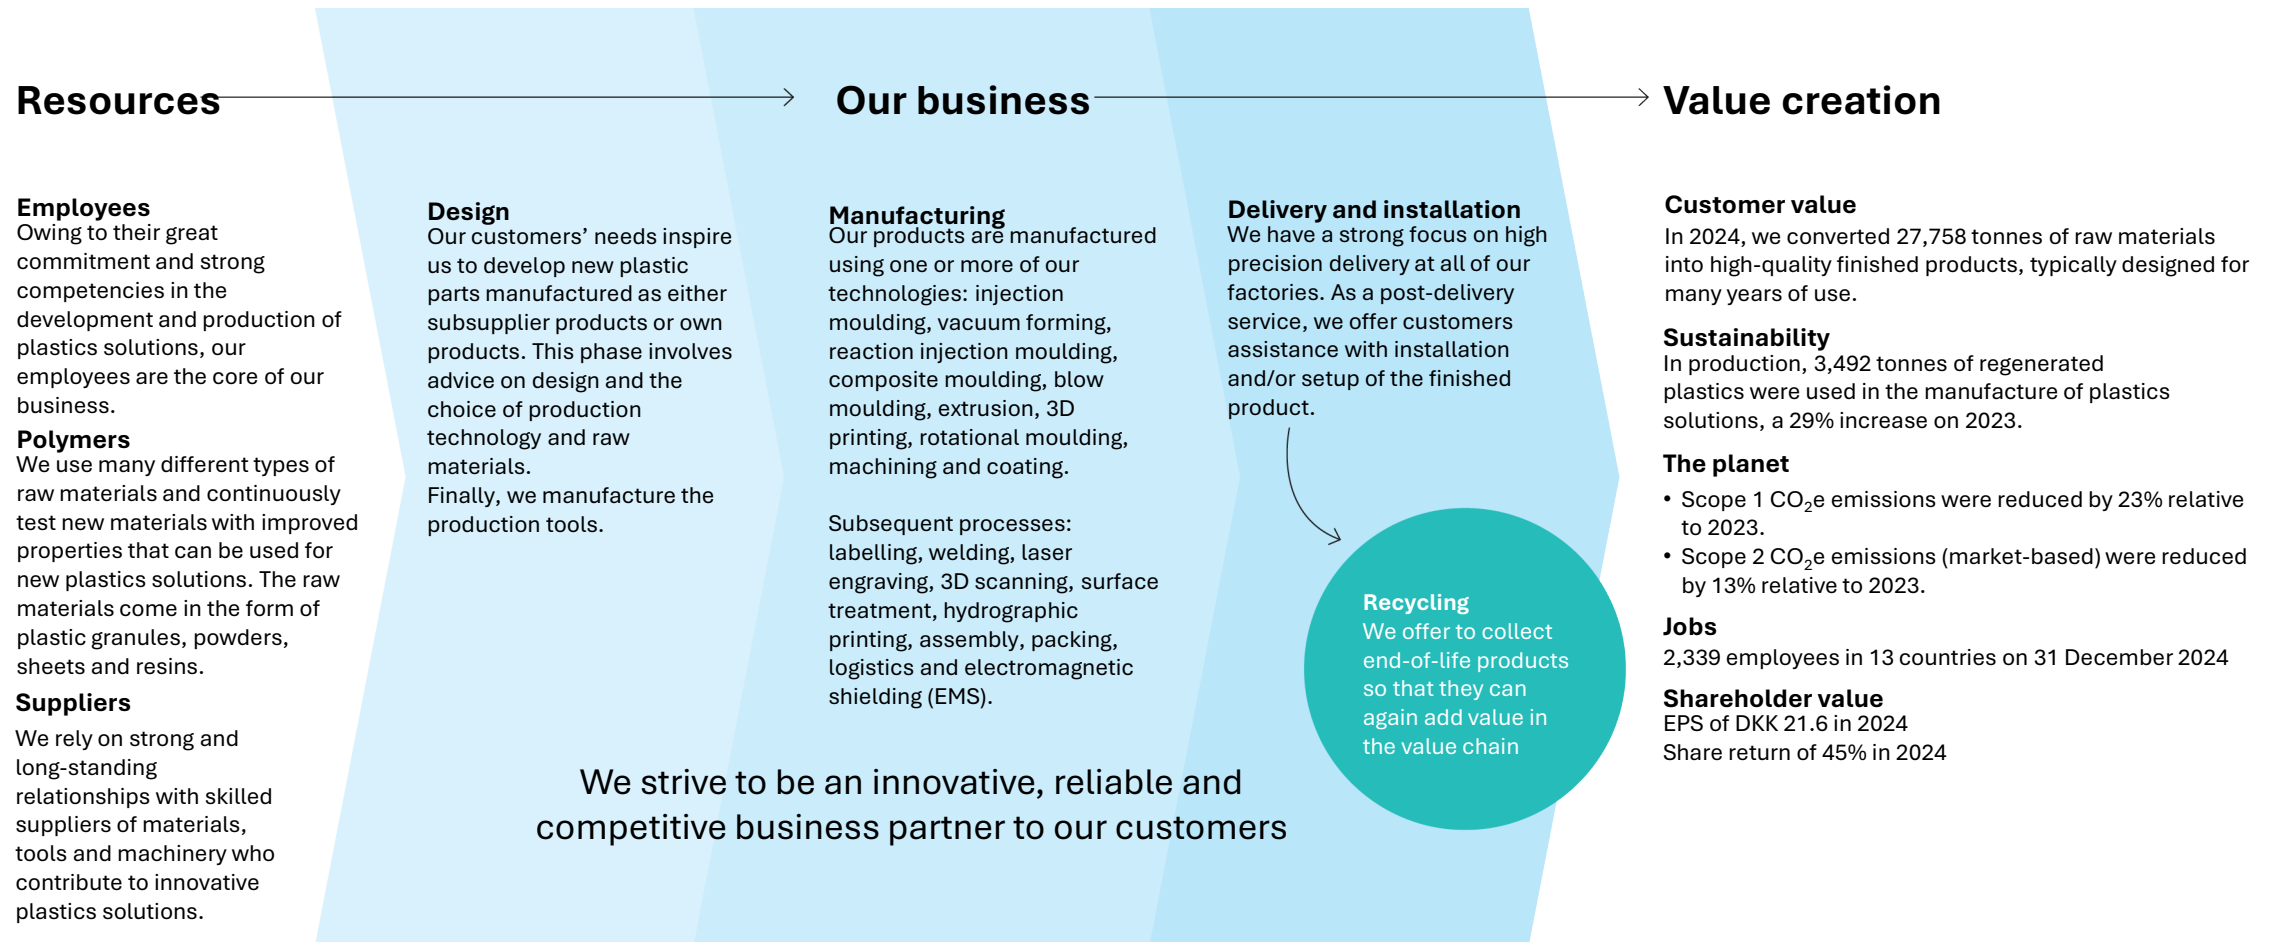 Resources
Our business
Value creation
Employees
Owing to their great
commitment and strong
competencies in the
development and production of
plastics solutions, our
employees are the core of our
business.
Polymers
We use many different types of
raw materials and continuously
test new materials with improved
properties that can be used for
new plastics solutions. The raw
materials come in the form of
plastic granules, powders,
sheets and resins.
Suppliers
We rely on strong and
long-standing
relationships with skilled
suppliers of materials,
tools and machinery who
contribute to innovative
plastics solutions.
Design
Our customers’ needs inspire
us to develop new plastic
parts manufactured as either
subsupplier products or own
products. This phase involves
advice on design and the
choice of production
technology and raw
materials.
Finally, we manufacture the
production tools.
Manufacturing
Our products are manufactured
using one or more of our
technologies: injection
moulding, vacuum forming,
reaction injection moulding,
composite moulding, blow
moulding, extrusion, 3D
printing, rotational moulding,
machining and coating.
Subsequent processes:
labelling, welding, laser
engraving, 3D scanning, surface
treatment, hydrographic
printing, assembly, packing,
logistics and electromagnetic
shielding (EMS).
Delivery and installation
We have a strong focus on high
precision delivery at all of our
factories. As a post-delivery
service, we offer customers
assistance with installation
and/or setup of the finished
product.
Recycling
We offer to collect
end-of-life products
so that they can
again add value in
the value chain
We strive to be an innovative, reliable and
competitive business partner to our customers
Customer value
In 2024, we converted 27,758 tonnes of raw materials
into high-quality finished products, typically designed for
many years of use.
Sustainability
In production, 3,492 tonnes of regenerated
plastics were used in the manufacture of plastics
solutions, a 29% increase on 2023.
The planet
• Scope 1 CO₂e emissions were reduced by 23% relative
to 2023.
• Scope 2 CO₂e emissions (market-based) were reduced
by 13% relative to 2023.
Jobs
2,339 employees in 13 countries on 31 December 2024
Shareholder value
EPS of DKK 21.6 in 2024
Share return of 45% in 2024